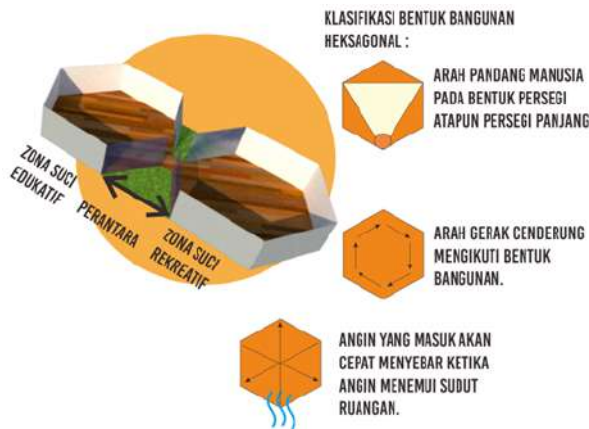 KLASIFIKASI BENTUK BANGUNAN
HEKSAGONAL :
ARAH PANDANG MANUSIA
PADA BENTUK PERSEGI
ATAPUN PERSEGI PANJANG
ZONA SUCI
EDUKATIF
PERANTARA
ZONA SUCI
REKREATIF
ARAH GERAK CENDERUNG
MENGIKUTI BENTUK
BANGUNAN.
ANGIN YANG MASUK AKAN
CEPAT MENYEBAR KETIKA
ANGIN MENEMUI SUDUT
RUANGAN.